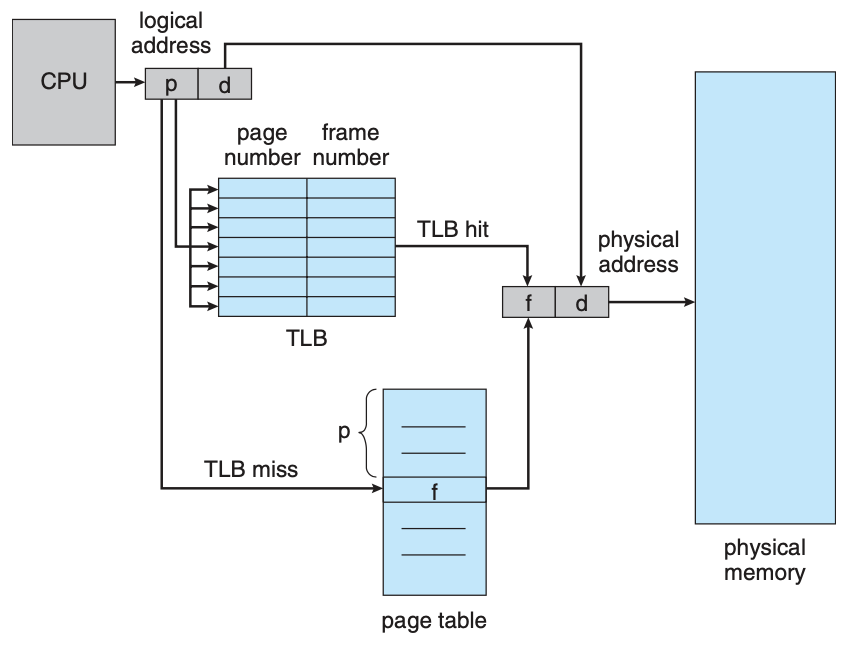 logical
address
CPU
p
d
page
number
frame
number
TLB hit
physical
address
f
d
TLB
p
TLB miss
f
page table
physical
memory